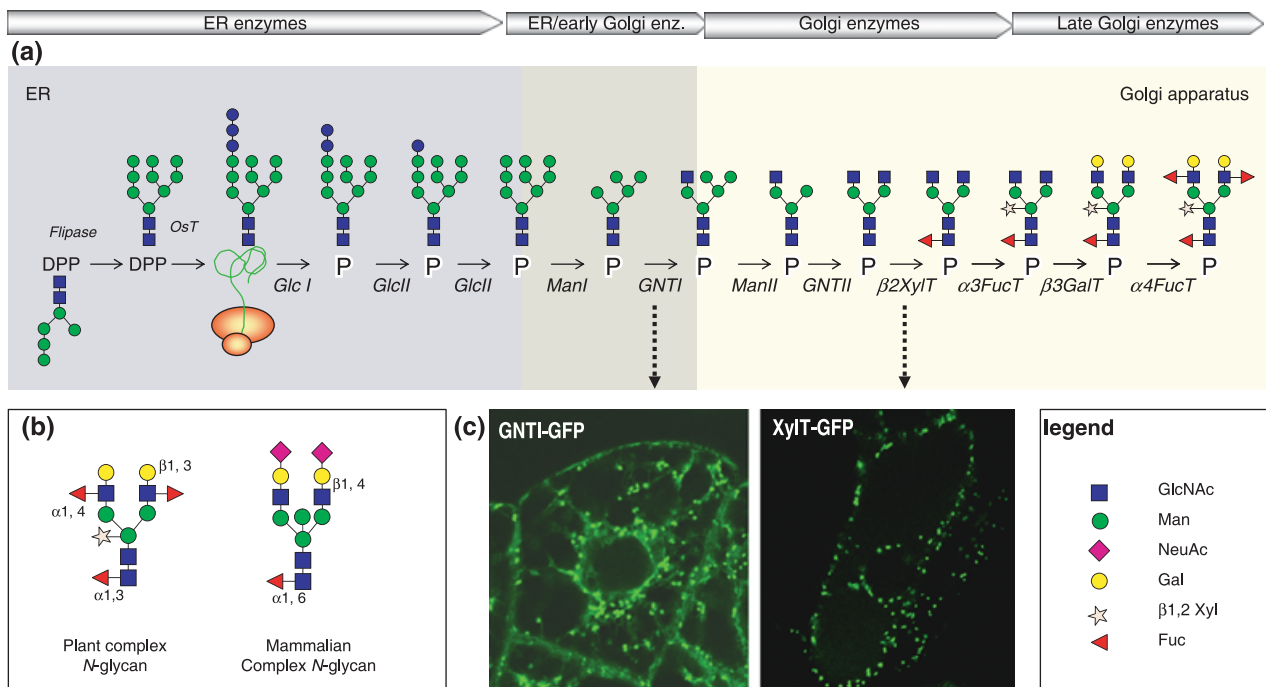 ER enzymes
ER/early Golgi enz.
Golgi enzymes
Late Golgi enzymes
(a)
ER
Golgi apparatus
Flipase
OsT
DPP
DPP
P
P
P
P
P
P
P
P
P
P
P
Glc I
GlcII
GlcII
ManI
GNTI
ManII
GNTII
β2XylT
α3FucT
β3GalT
α4FucT
(b)
β1, 3
α1, 4
α1,3
β1, 4
α1, 6
Plant complex
N-glycan
Mammalian
Complex N-glycan
(c)
GNTI-GFP
XylT-GFP
legend
GlcNAc
Man
NeuAc
Gal
β1,2 Xyl
Fuc